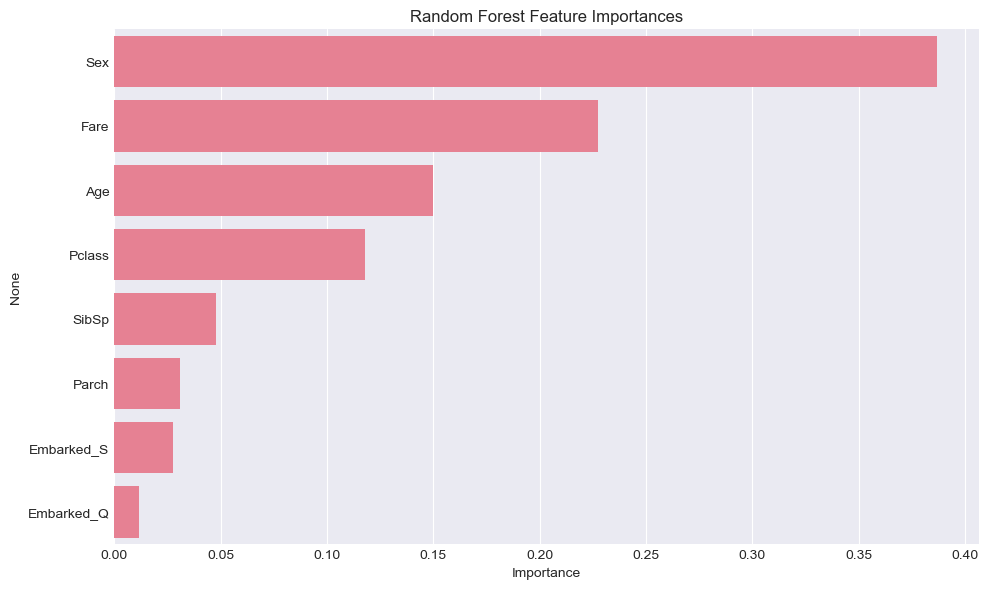 Random Forest Feature Importances
None
Sex
Fare
Age
Pclass
SibSp
Parch
Embarked_S
Embarked_Q
0.00 0.05 0.10 0.15 0.20 0.25 0.30 0.35 0.40
Importance